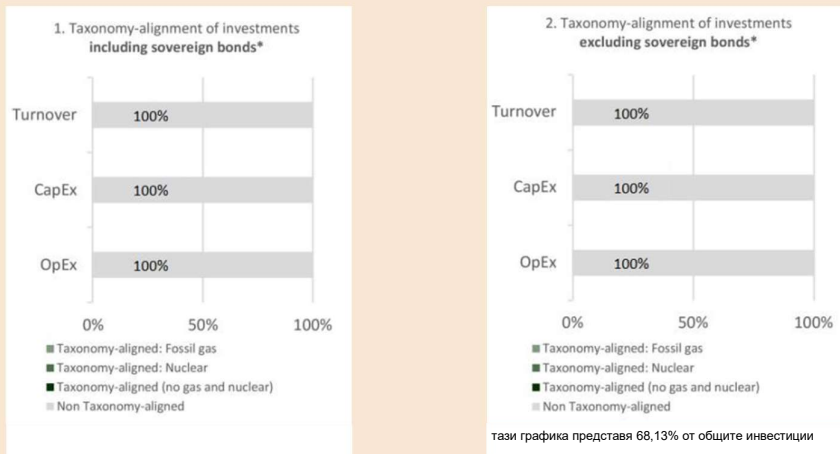 1. Taxonomy-alignment of investments
including sovereign bonds*
Turnover
100%
CapEx
100%
OpEx
100%
0%
50%
100%
Taxonomy-aligned: Fossil gas
Taxonomy-aligned: Nuclear
Taxonomy-aligned (no gas and nuclear)
Non Taxonomy-aligned
2. Taxonomy-alignment of investments
excluding sovereign bonds*
Turnover
100%
CapEx
100%
OpEx
100%
0%
50%
100%
Taxonomy-aligned: Fossil gas
Taxonomy-aligned: Nuclear
Taxonomy-aligned (no gas and nuclear)
Non Taxonomy-aligned
тази графика представя 68,13% от общите инвестиции